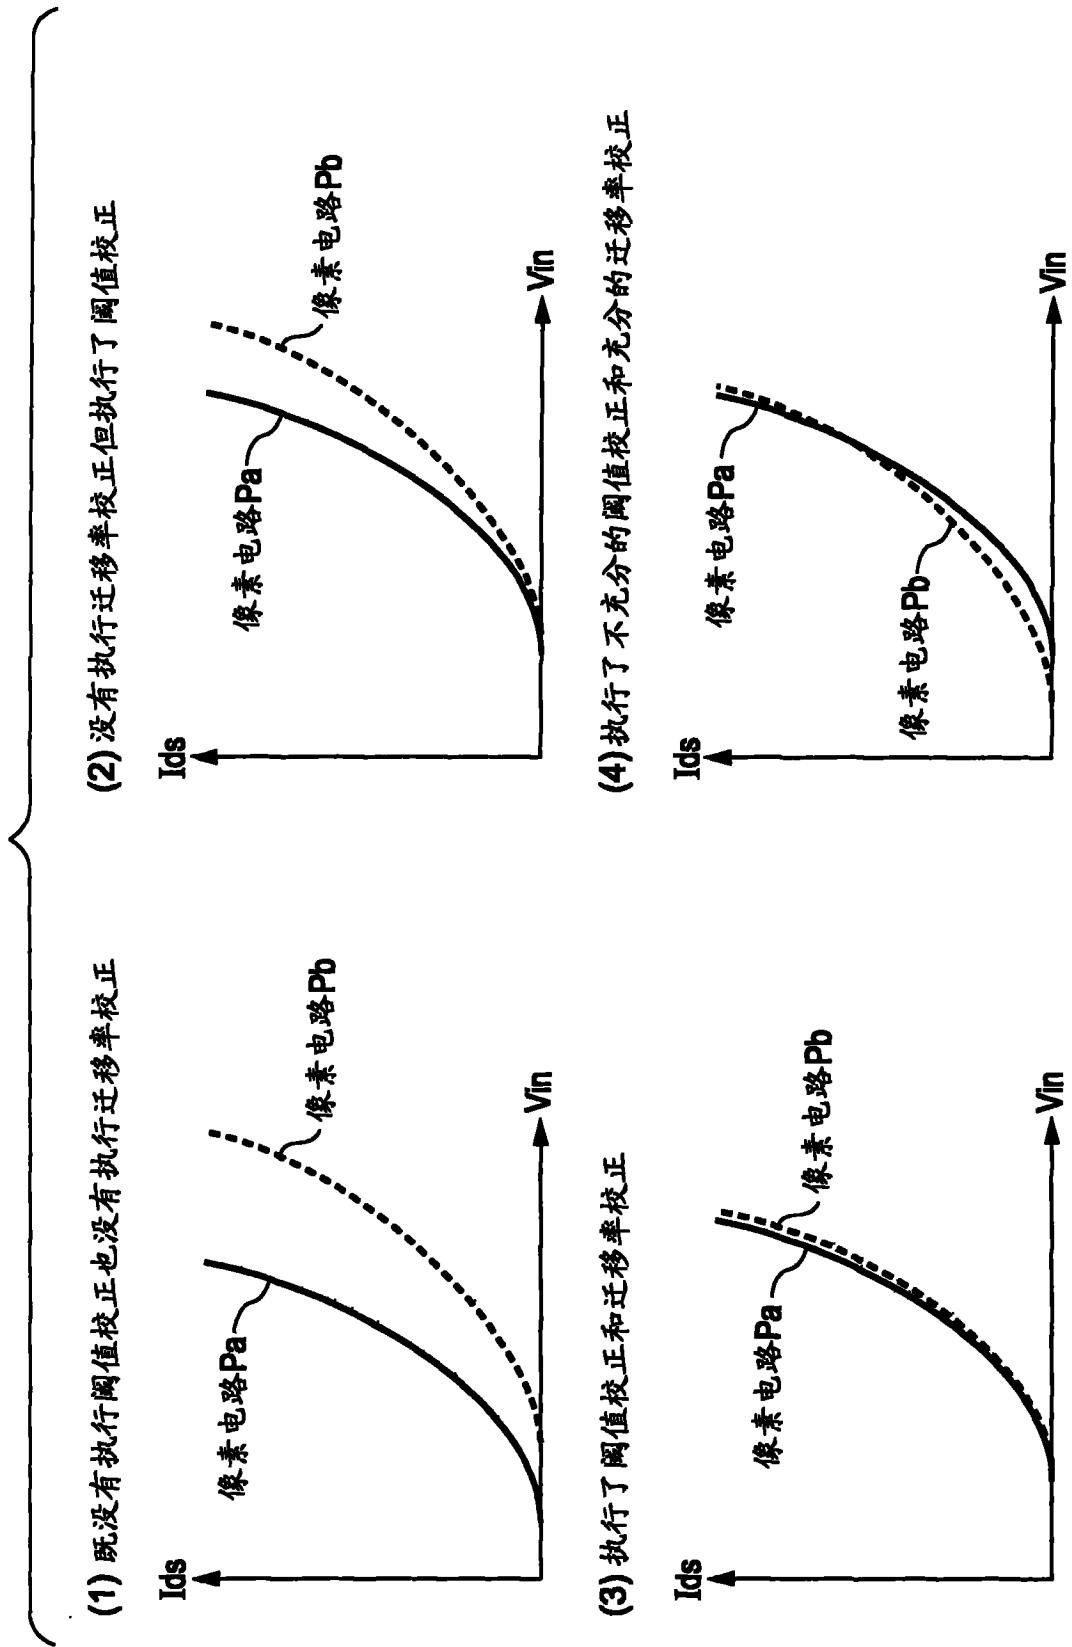 (1) 既没有执行阈值校正也没有执行迁移率校正
Ids
像素电路Pa
像素电路Pb
Vin
(2) 没有执行迁移率校正但执行了阈值校正
Ids
像素电路Pa
像素电路Pb
Vin
(3) 执行了阈值校正和迁移率校正
Ids
像素电路Pa
像素电路Pb
Vin
(4) 执行了不充分的阈值校正和充分的迁移率校正
Ids
像素电路Pa
像素电路Pb
Vin